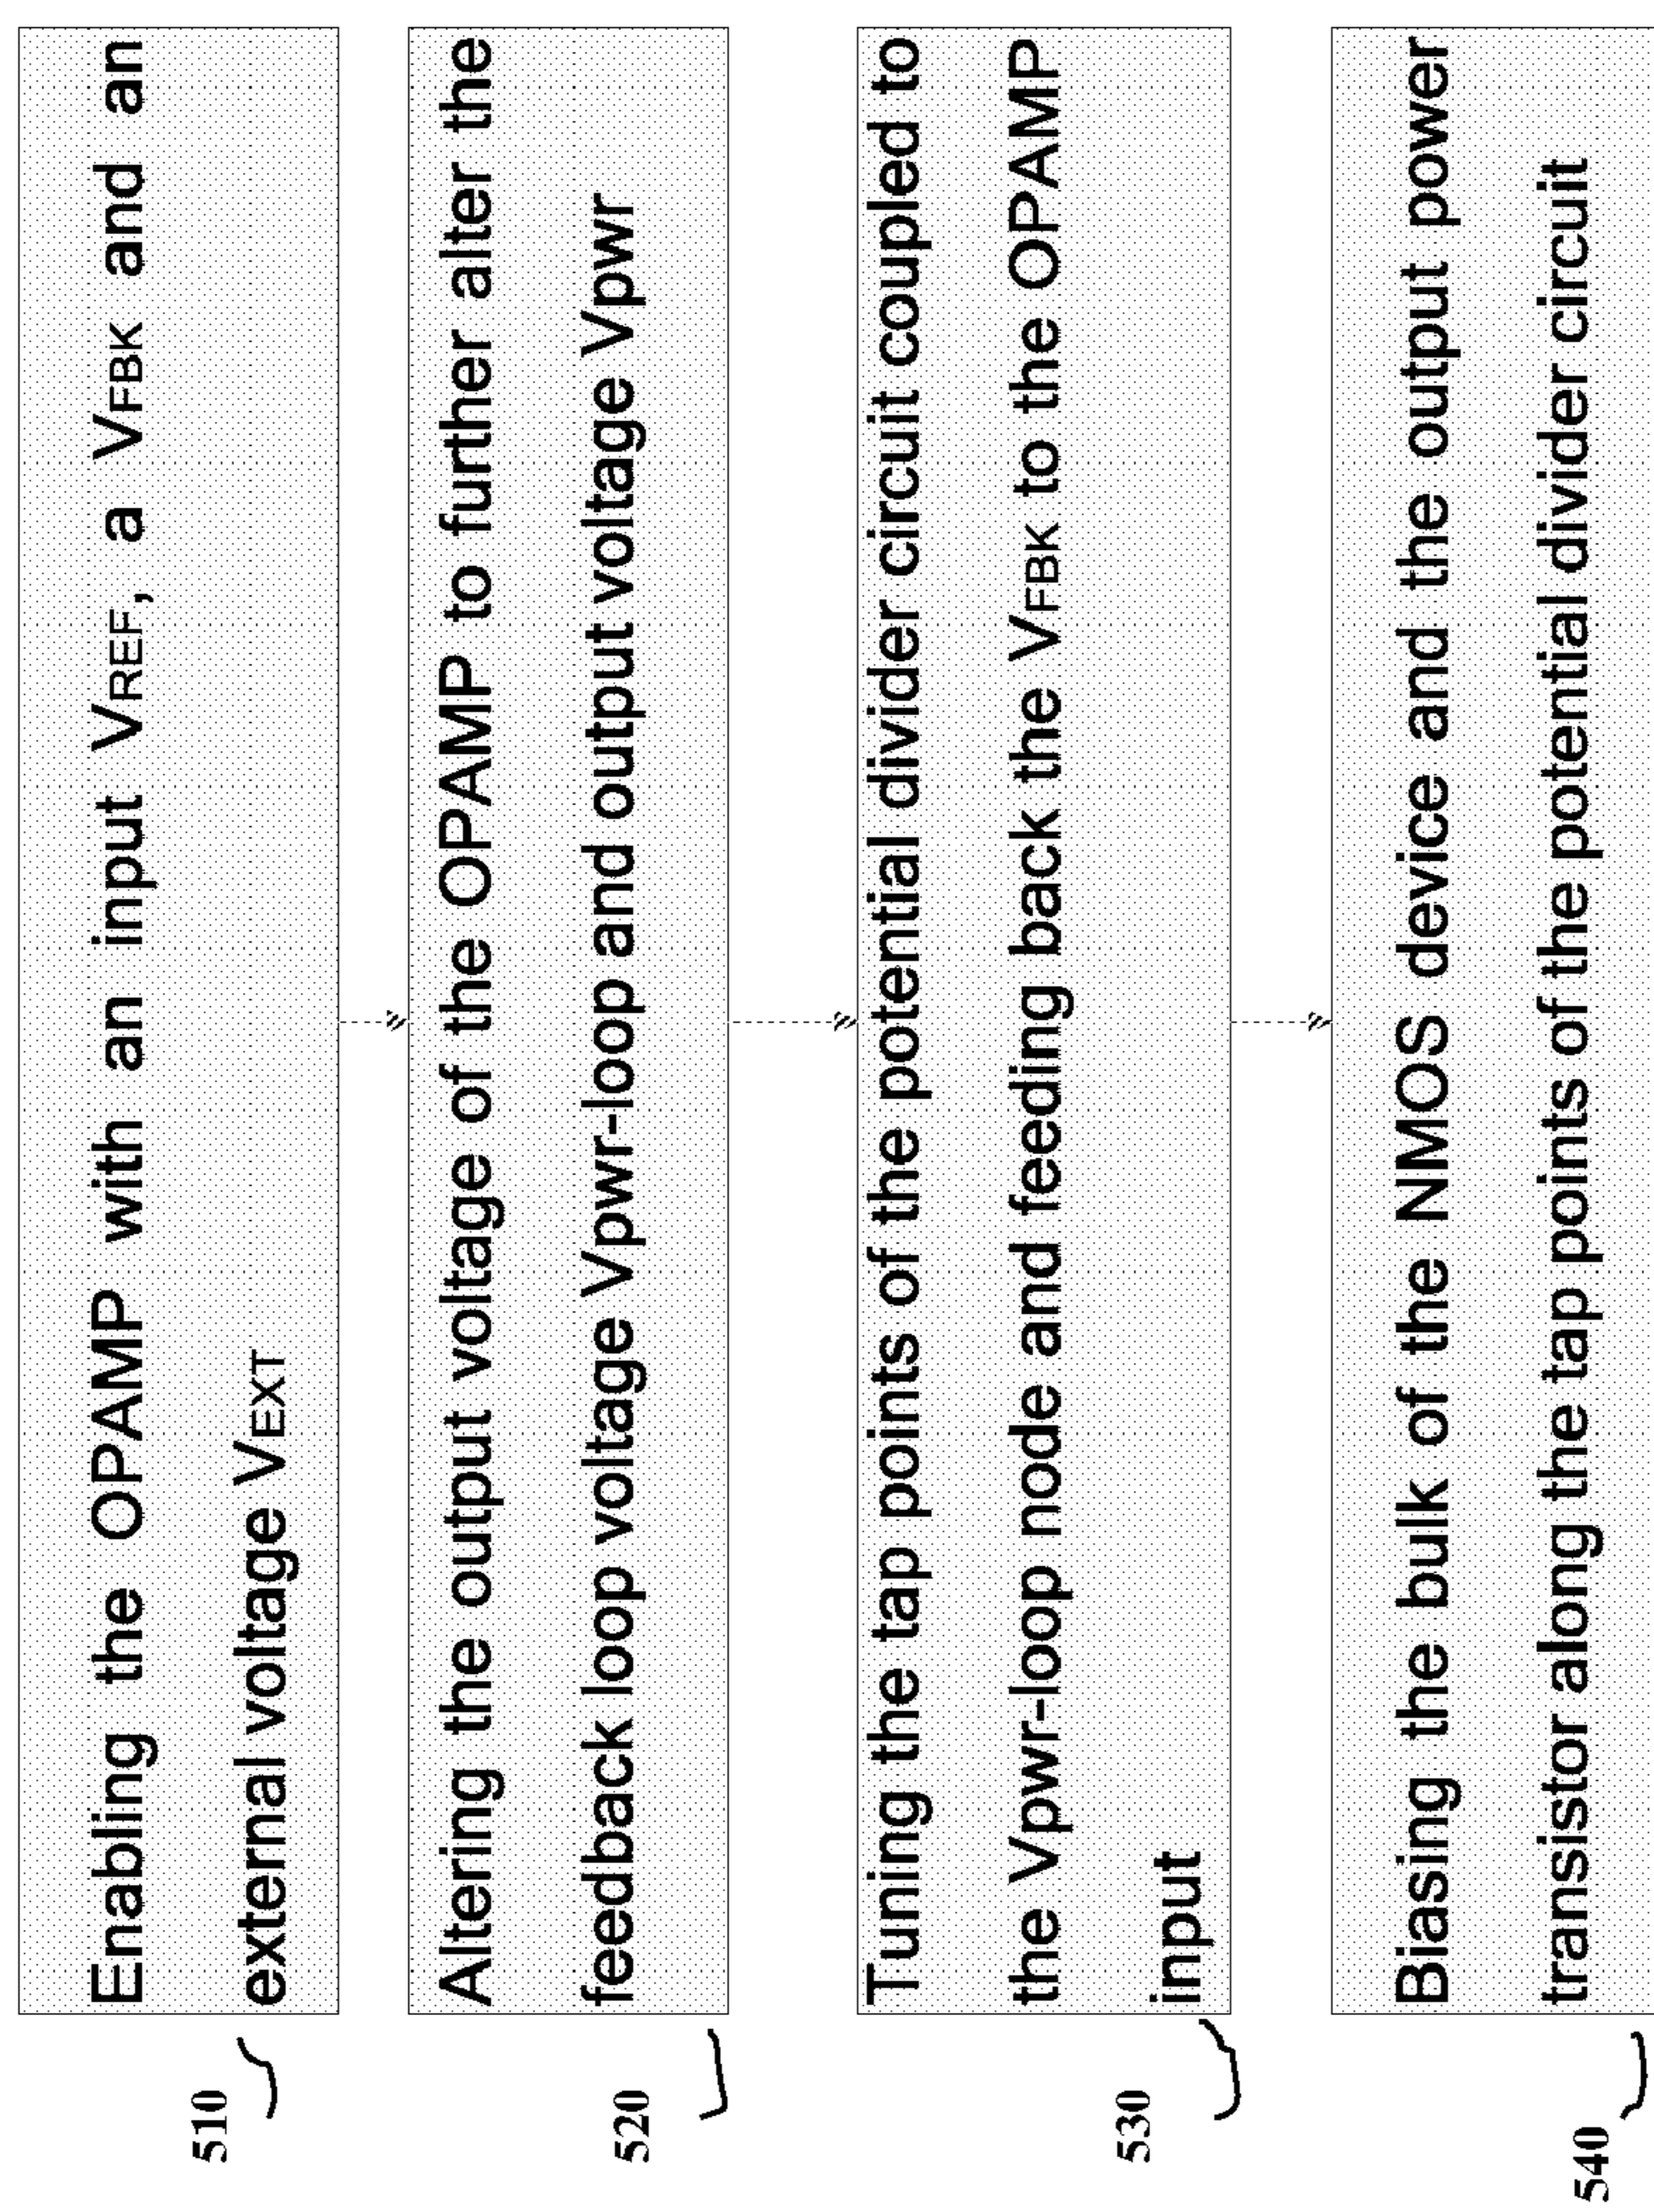 510
Enabling the OPAMP with an input VREF, a VFBK and an
external voltage VEXT
520
Altering the output voltage of the OPAMP to further alter the
feedback loop voltage Vpwr-loop and output voltage Vpwr
530
Tuning the tap points of the potential divider circuit coupled to
the Vpwr-loop node and feeding back the VFBK to the OPAMP
input
540
Biasing the bulk of the NMOS device and the output power
transistor along the tap points of the potential divider circuit